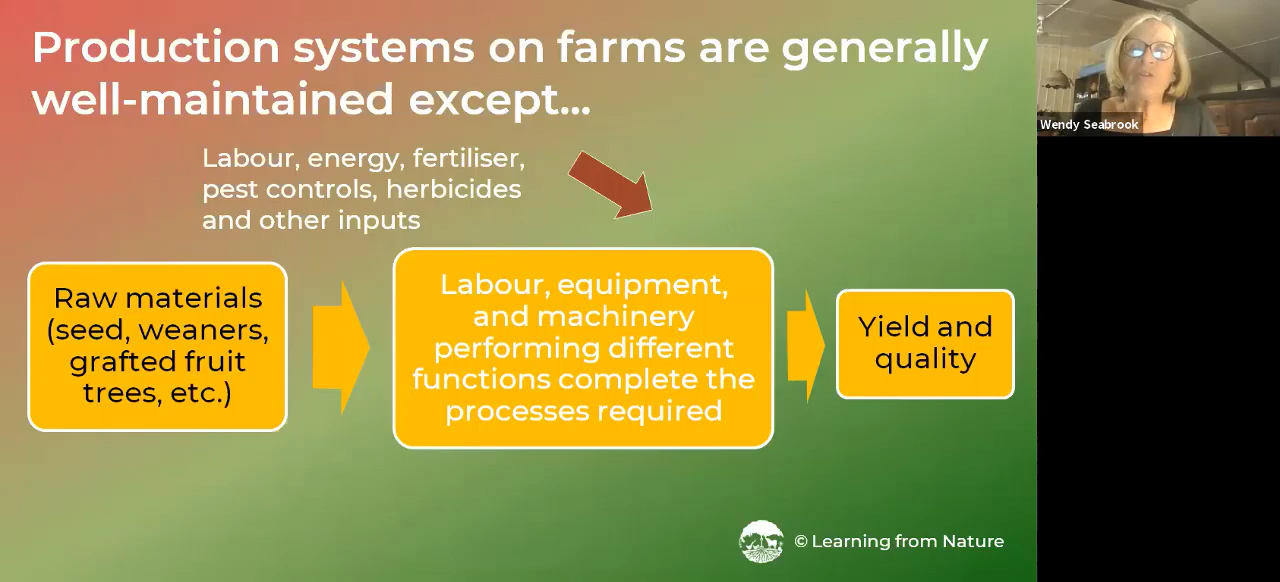 Production systems on farms are generally
well-maintained except...
Labour, energy, fertiliser,
pest controls, herbicides
and other inputs
Raw materials
(seed, weaners,
grafted fruit
trees, etc.)
Labour, equipment,
and machinery
performing different
functions complete the
processes required
Yield and
quality
© Learning from Nature
Wendy Seabrook